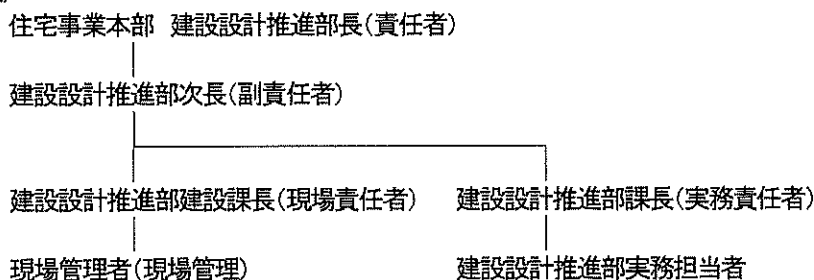 住宅事業本部 建設設計推進部長(責任者)
建設設計推進部次長(副責任者)
建設設計推進部建設課長(現場責任者) 建設設計推進部課長(実務責任者)
現場管理者(現場管理) 建設設計推進部実務担当者